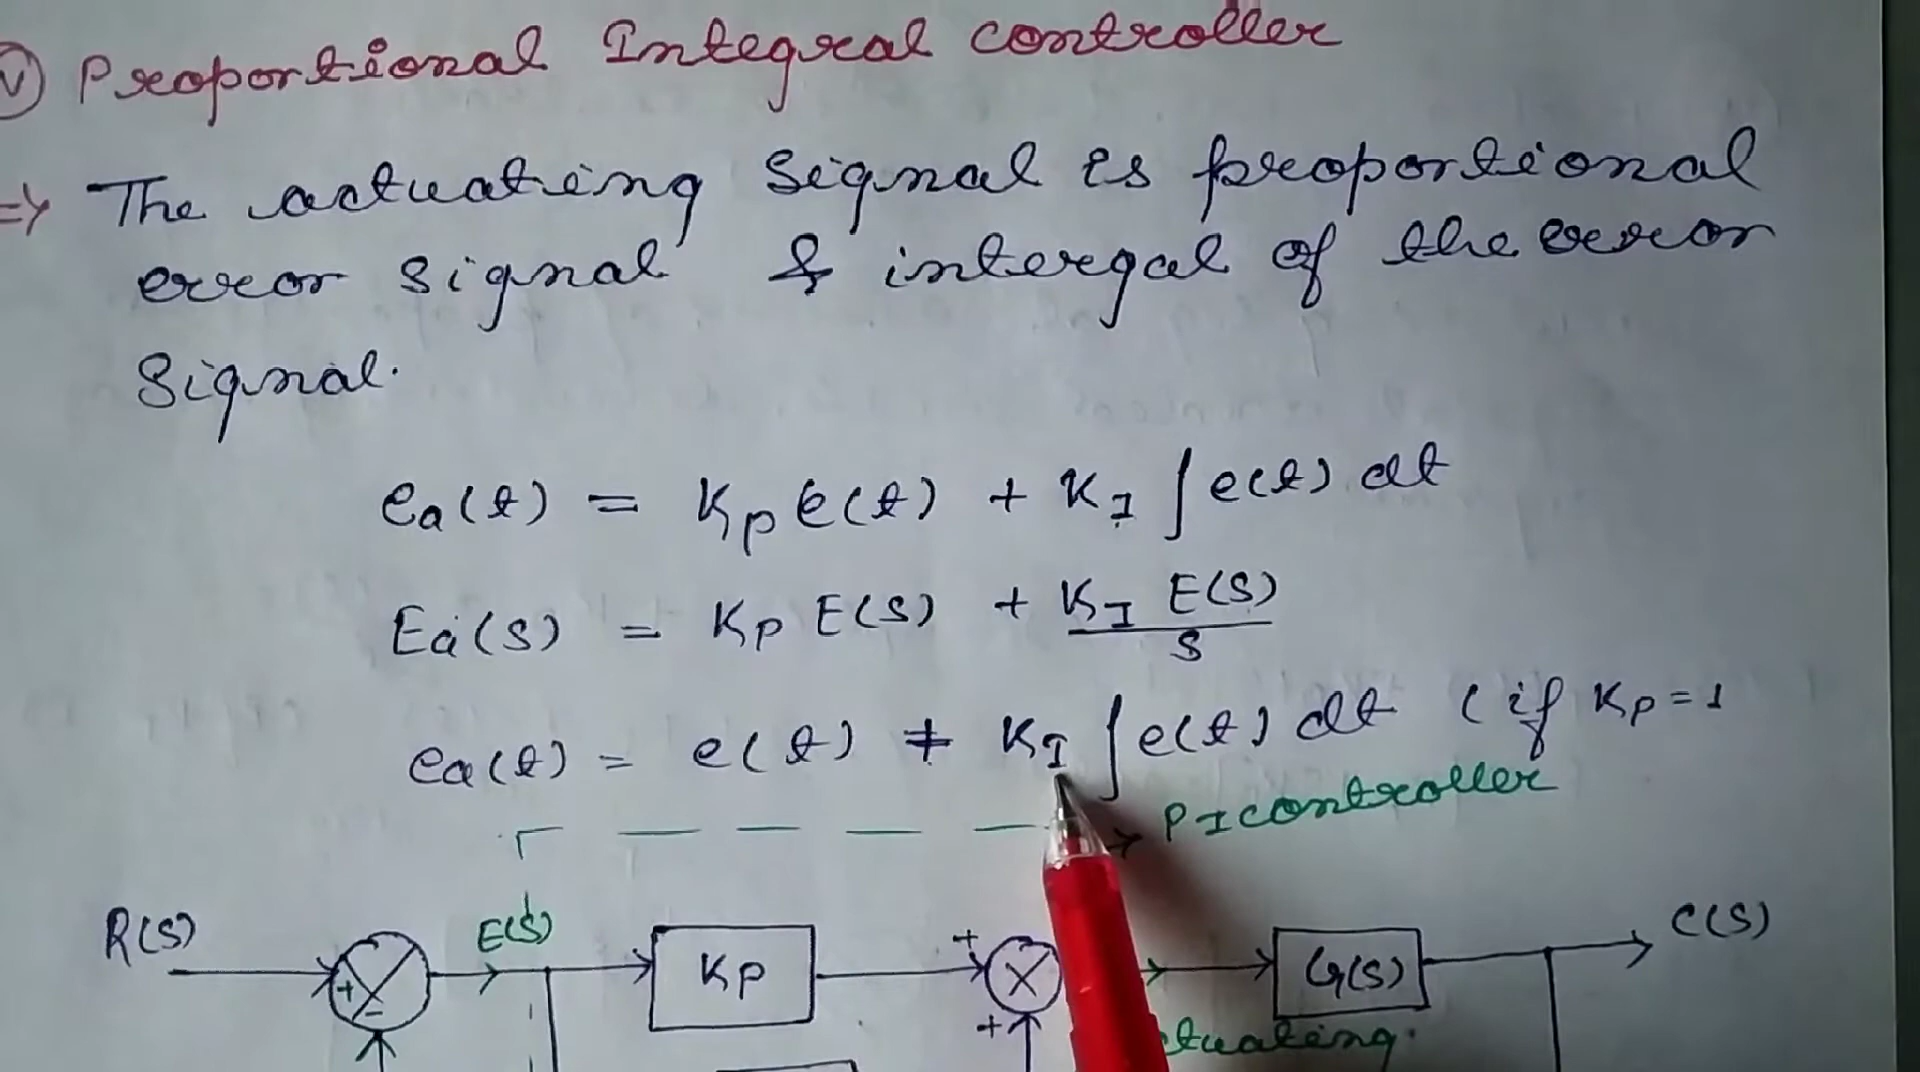 V) Proportional Integral controller
=> The actuating signal is proportional
error signal & intergal of the error
signal.
ea(t) = Kp e(t) + KI ∫e(t) dt
Ea(s) = Kp E(s) + KI E(s)
s
ea(t) = e(t) + KI ∫e(t) dt (if Kp = 1
PI controller
R(s) E(s) C(s)
+ - Kp + × + G(s)